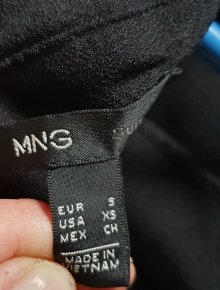 MNG
EUR S
USA XS
MEX CH
MADE IN
VIETNAM